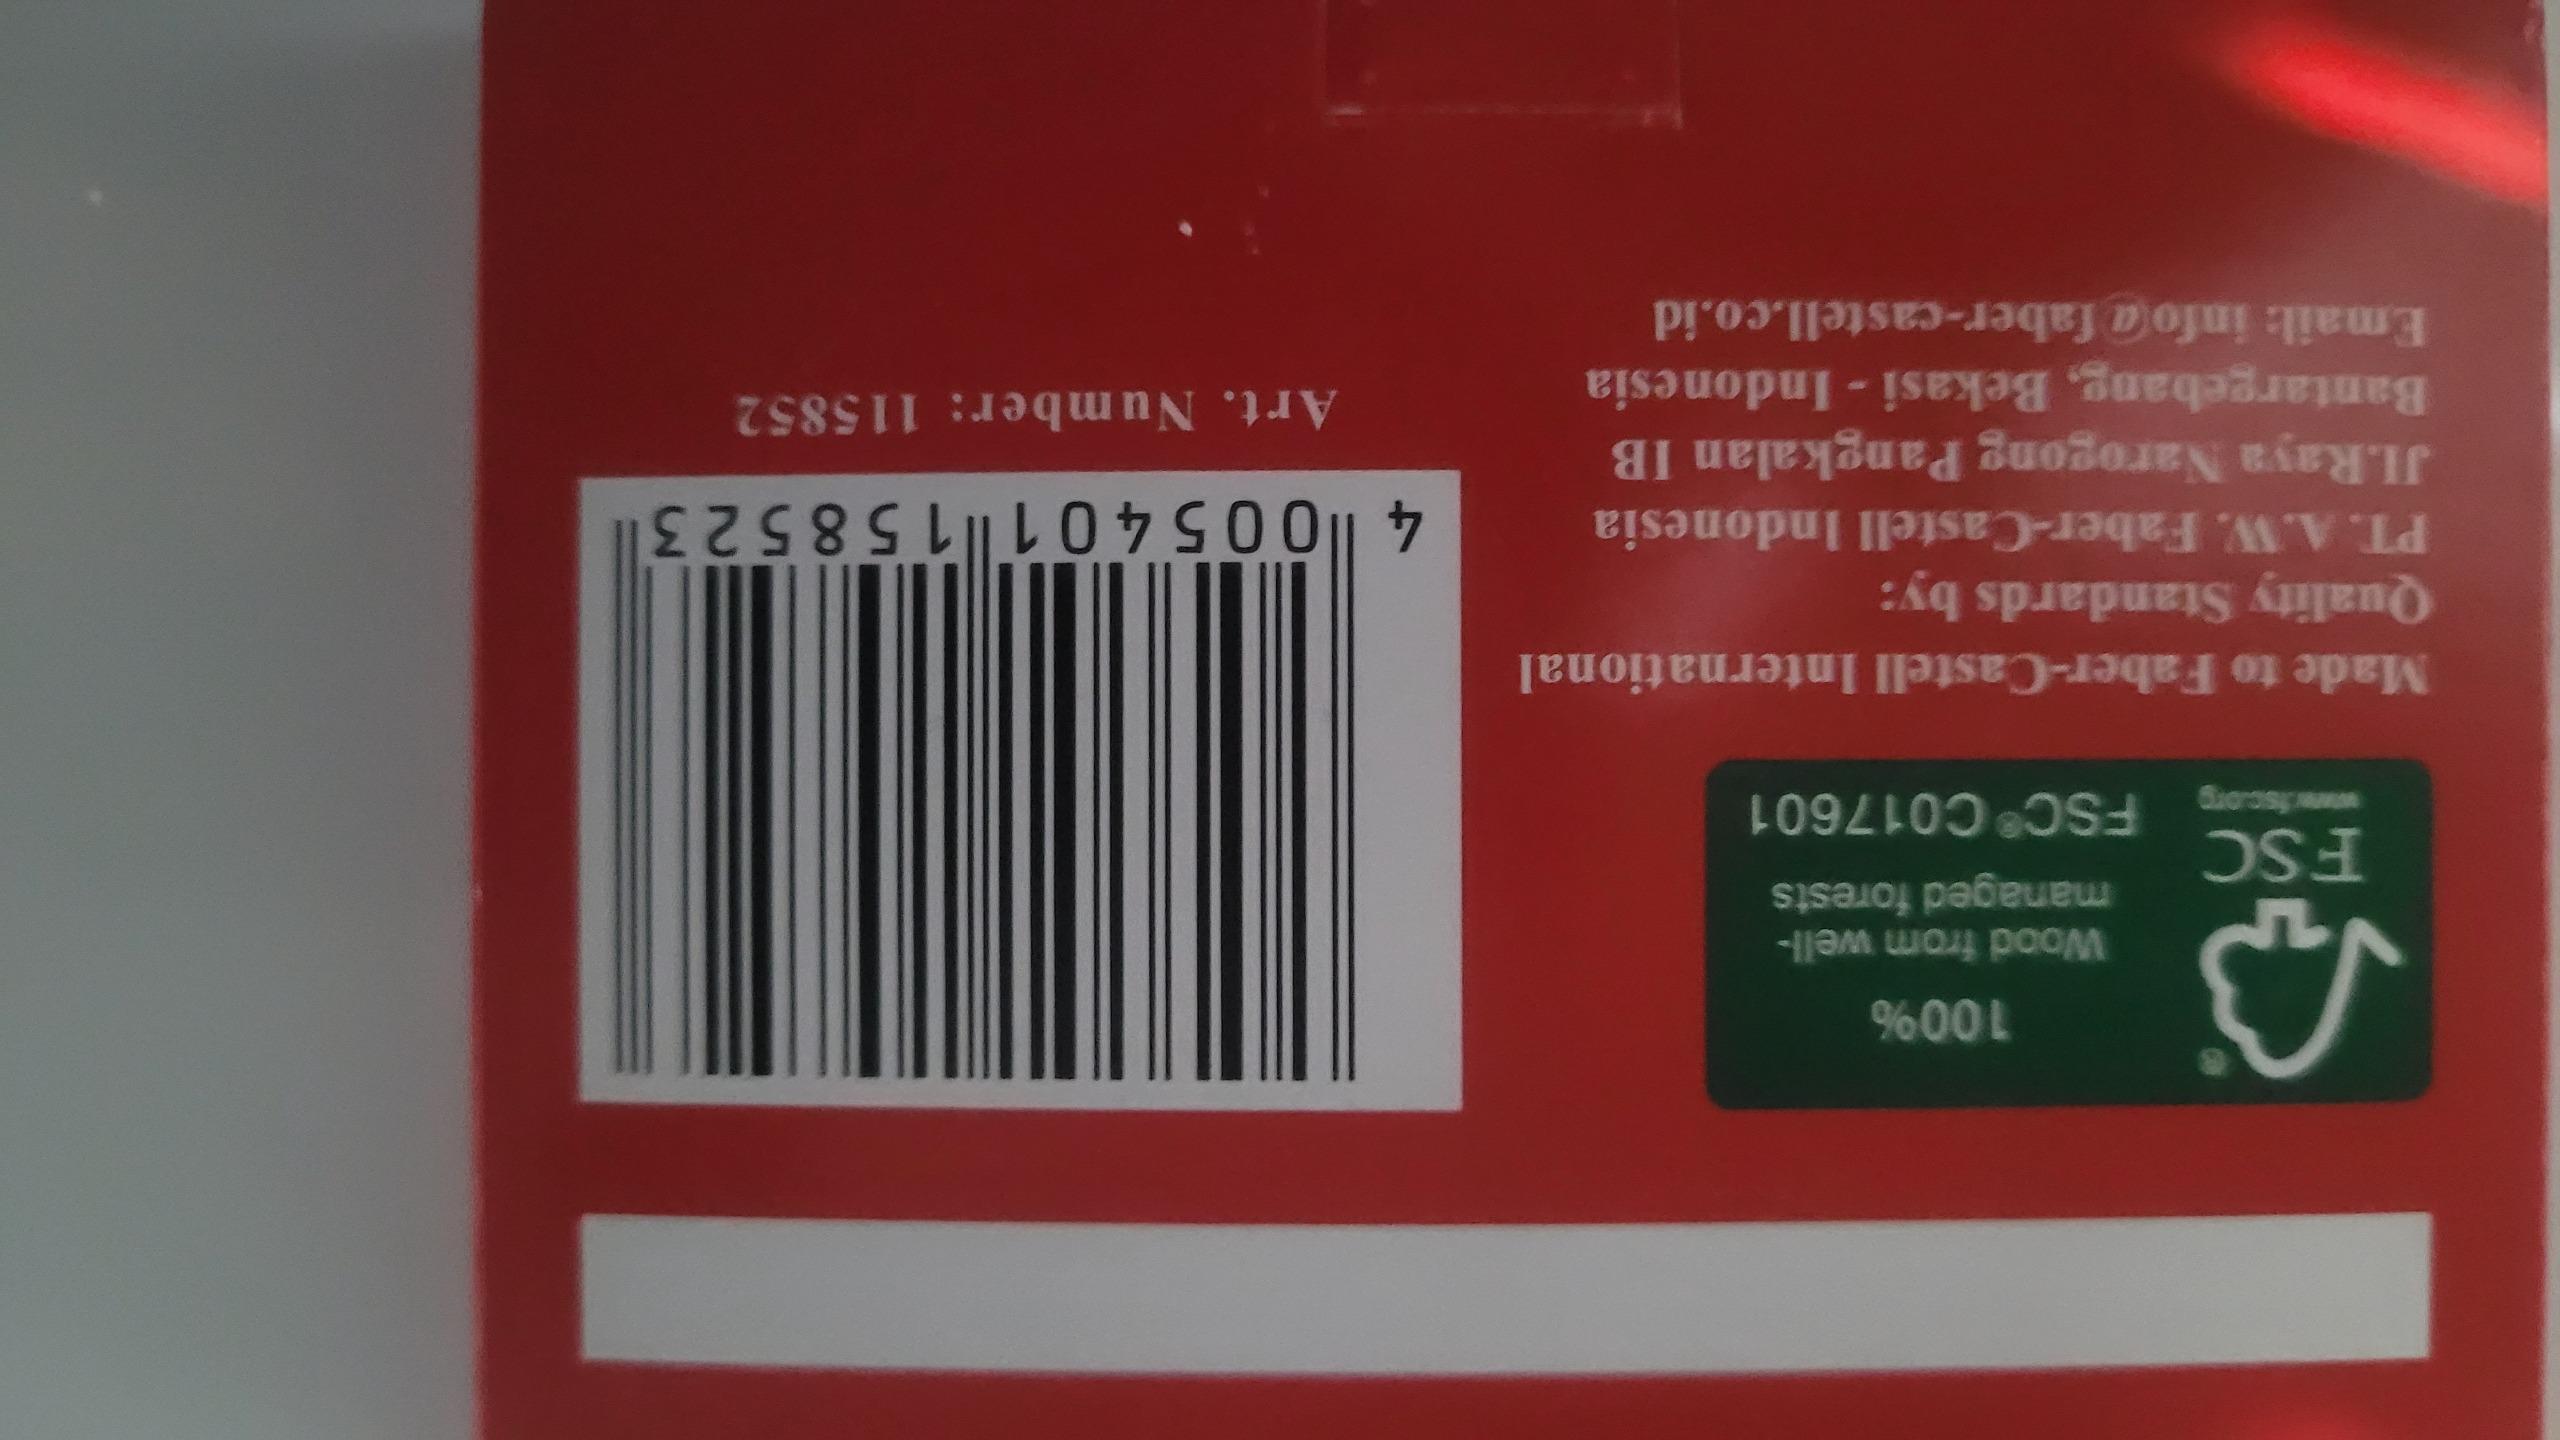 ®
FSC
www.fsc.org
100%
Wood from well-
managed forests
FSC® C017601
Made to Faber-Castell International
Quality Standards by:
PT. A.W. Faber-Castell Indonesia
Jl.Raya Narogong Pangkalan 1B
Bantargebang, Bekasi - Indonesia
Email: info@faber-castell.co.id
4 005401 158523
Art. Number: 115852